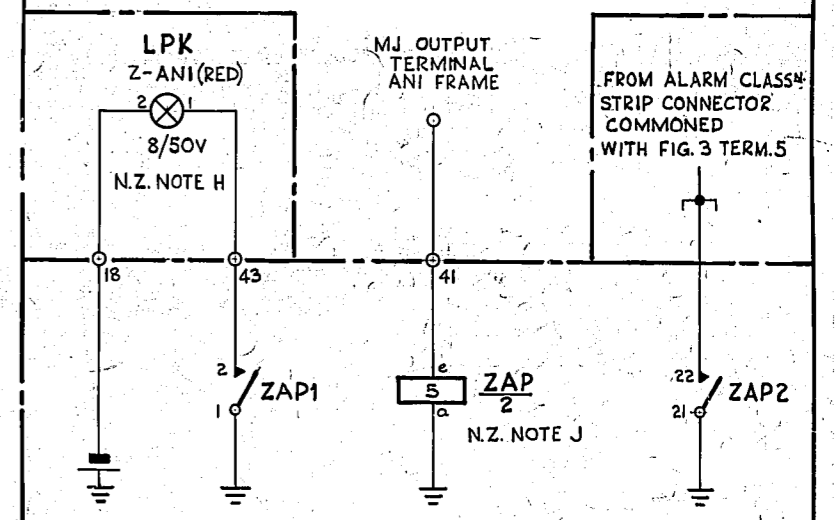 LPK
Z-ANI (RED)
2 1
8/50V
N.Z. NOTE H
MJ OUTPUT
TERMINAL
ANI FRAME
FROM ALARM CLASS 4
STRIP CONNECTOR
COMMONED
WITH FIG. 3 TERM. 5
18
43
41
2
ZAP1
1
e
5
a
ZAP
2
N.Z. NOTE J
22
ZAP2
21